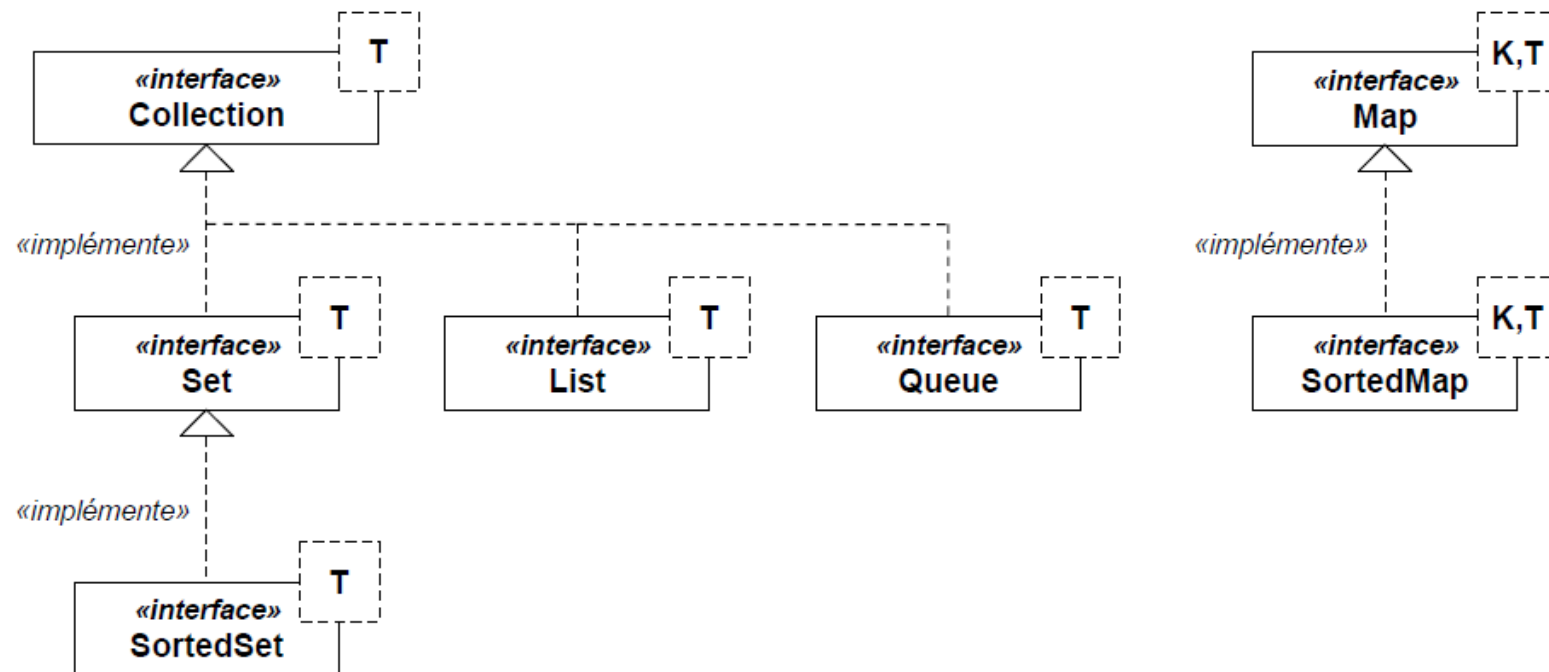 T
«interface»
Collection
K,T
«interface»
Map
«implémente»
«implémente»
T
«interface»
Set
T
«interface»
List
T
«interface»
Queue
K,T
«interface»
SortedMap
«implémente»
T
«interface»
SortedSet